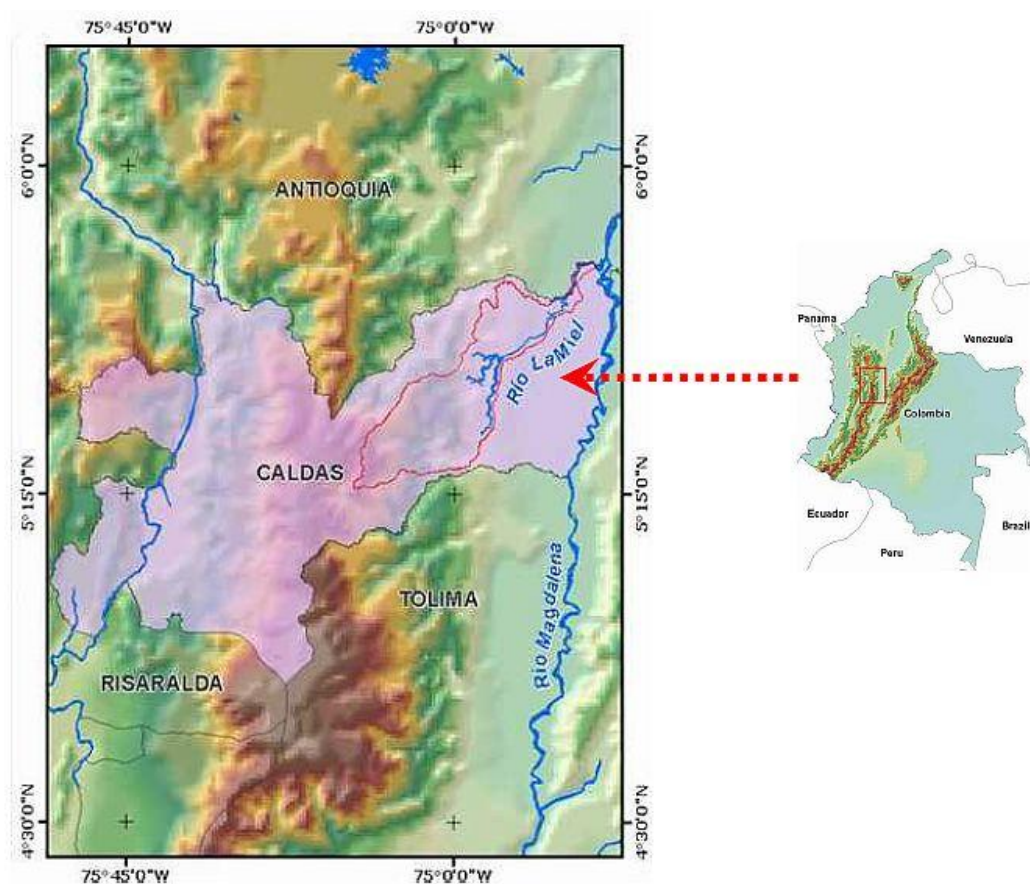 75°45'0"W
75°0'0"W
6°0'0"N
6°0'0"N
ANTIOQUIA
Río LaMiel
CALDAS
5°15'0"N
5°15'0"N
TOLIMA
RISARALDA
Río Magdalena
4°30'0"N
4°30'0"N
75°45'0"W
75°0'0"W
Panama
Venezuela
Colombia
Ecuador
Brazil
Peru